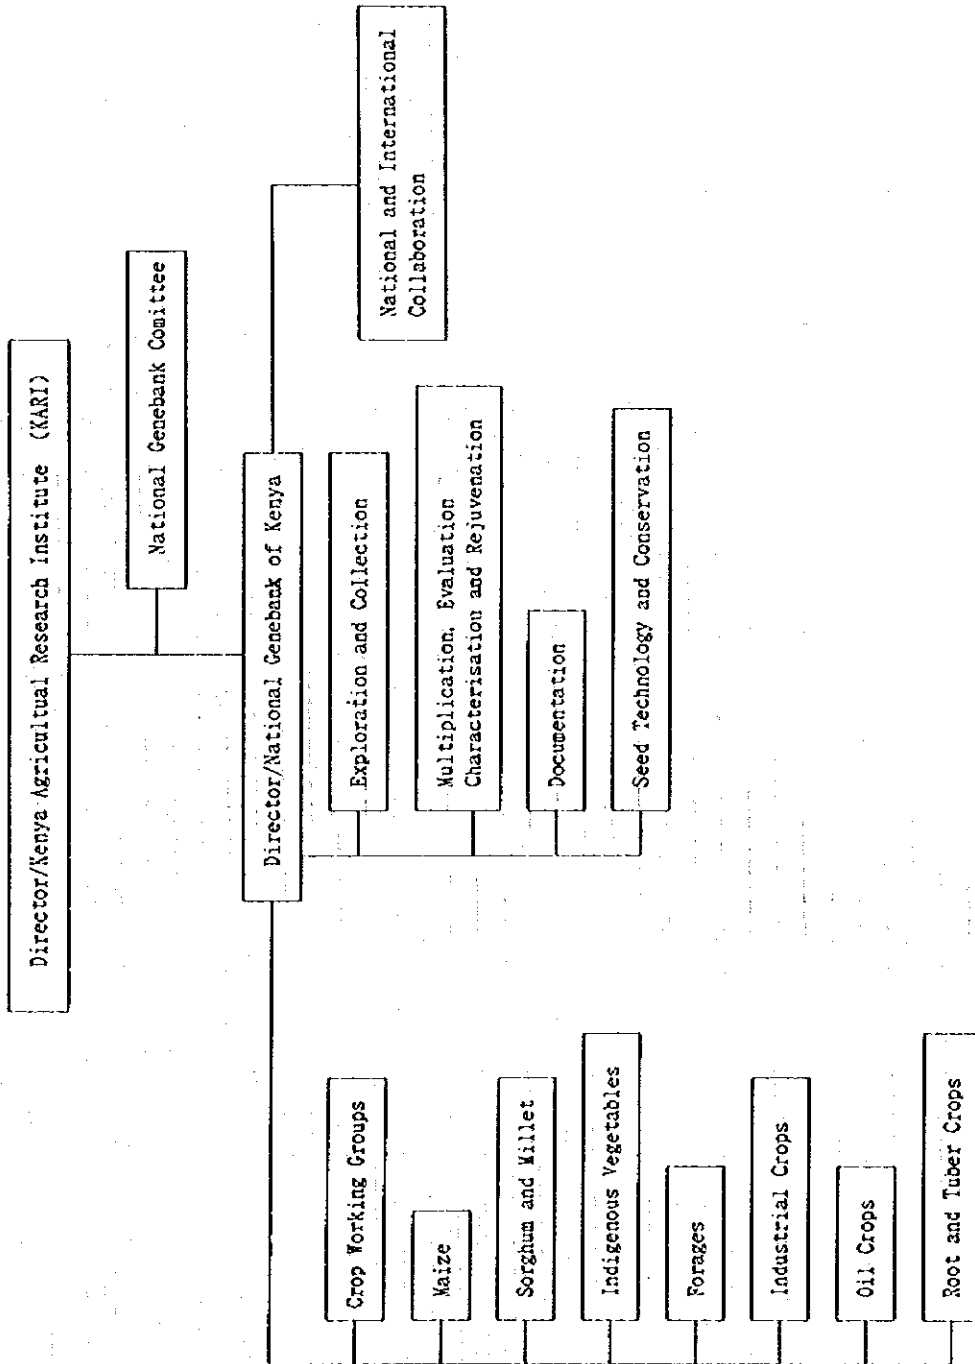 Director/Kenya Agricultural Research Institute (KARI)
National Genebank Comittee
Director/National Genebank of Kenya
National and International
Collaboration
Exploration and Collection
Multiplication, Evaluation
Characterisation and Rejuvenation
Documentation
Seed Technology and Conservation
Crop Working Groups
Maize
Sorghum and Millet
Indigenous Vegetables
Forages
Industrial Crops
Oil Crops
Root and Tuber Crops